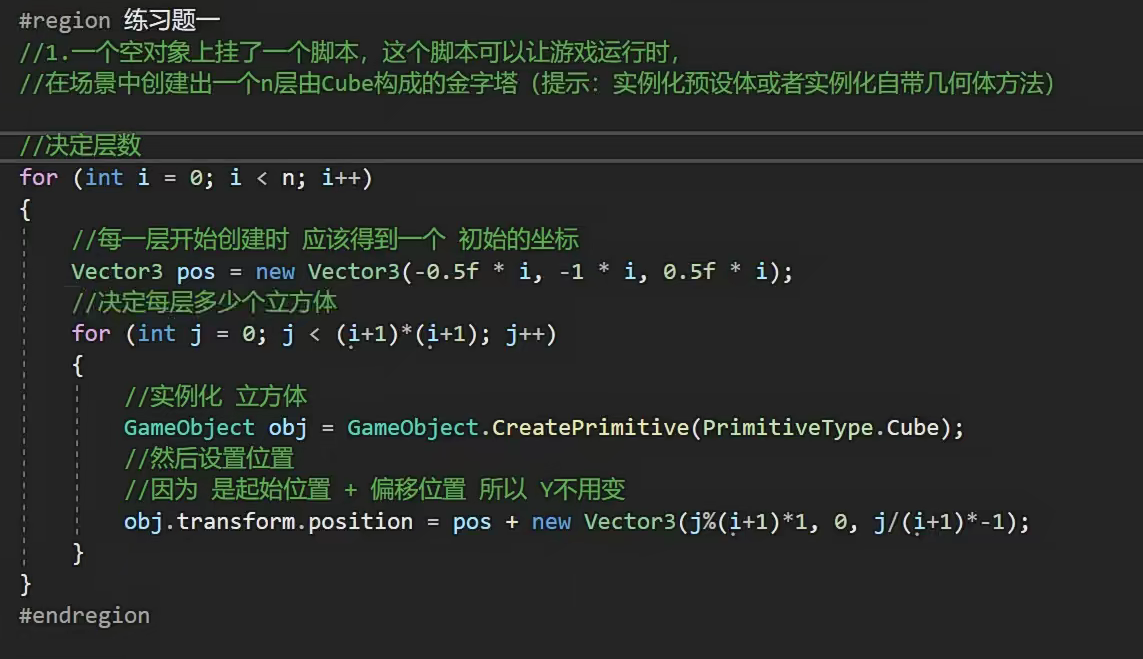 #region 练习题一
//1.一个空对象上挂了一个脚本，这个脚本可以让游戏运行时，
//在场景中创建出一个n层由Cube构成的金字塔（提示：实例化预设体或者实例化自带几何体方法）
//决定层数
for (int i = 0; i < n; i++)
{
//每一层开始创建时 应该得到一个 初始的坐标
Vector3 pos = new Vector3(-0.5f * i, -1 * i, 0.5f * i);
//决定每层多少个立方体
for (int j = 0; j < (i+1)*(i+1); j++)
{
//实例化 立方体
GameObject obj = GameObject.CreatePrimitive(PrimitiveType.Cube);
//然后设置位置
//因为 是起始位置 + 偏移位置 所以 Y不用变
obj.transform.position = pos + new Vector3(j%(i+1)*1, 0, j/(i+1)*-1);
}
}
#endregion